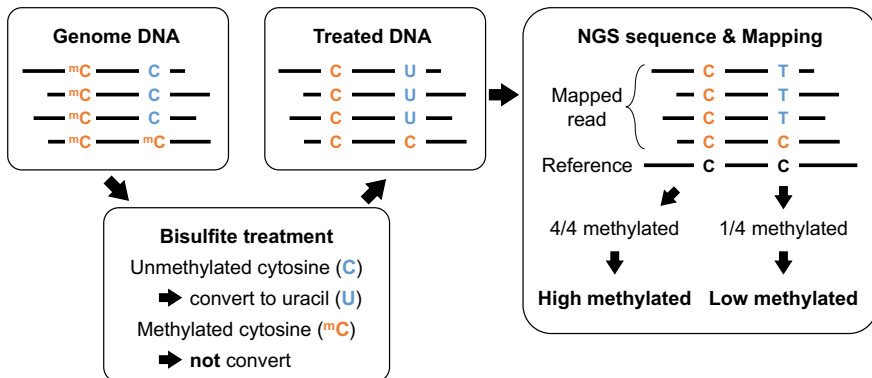 Genome DNA
mC C
mC C
mC C
mC mC
Treated DNA
C U
C U
C U
C C
NGS sequence & Mapping
C T
C T
C T
C C
Mapped
read
Reference C C
4/4 methylated 1/4 methylated
High methylated Low methylated
Bisulfite treatment
Unmethylated cytosine (C)
convert to uracil (U)
Methylated cytosine (mC)
not convert